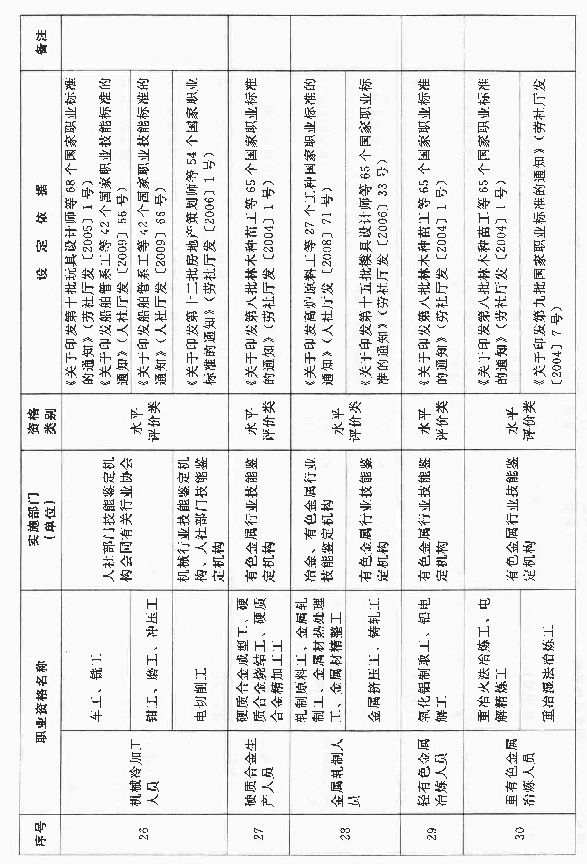 序号
职业资格名称
实施部门
(单位)
资格
类别
设定依据
备注
26
机械冷加工
人员
车工、铣工
人社部门技能鉴定机
构会同有关行业协会
水平
评价类
《关于印发第十批玩具设计师等68个国家职业标准
的通知》(劳社厅发〔2005〕1号)
《关于印发船舶管系工等42个国家职业技能标准的
通知》(人社厅发〔2009〕66号)
钳工、磨工、冲压工
《关于印发船舶管系工等42个国家职业技能标准的
通知》(人社厅发〔2009〕66号)
电切削工
机械行业技能鉴定机
构、人社部门技能鉴
定机构
《关于印发第十二批房地产策划师等54个国家职业
标准的通知》(劳社厅发〔2006〕1号)
27
硬质合金生
产人员
硬质合金成型工、硬
质合金烧结工、硬质
合金精加工工
有色金属行业技能鉴
定机构
水平
评价类
《关于印发第八批林木种苗工等65个国家职业标准
的通知》(劳社厅发〔2004〕1号)
28
金属轧制人
员
轧制原料工、金属轧
制工、金属材热处理
工、金属材精整工
冶金、有色金属行业
技能鉴定机构
水平
评价类
《关于印发高炉原料工等27个工种国家职业标准的
通知》(人社厅发〔2008〕71号)
金属挤压工、铸轧工
有色金属行业技能鉴
定机构
《关于印发第十五批模具设计师等65个国家职业标
准的通知》(劳社厅发〔2006〕33号)
29
轻有色金属
冶炼人员
氧化铝制取工、铝电
解工
有色金属行业技能鉴
定机构
水平
评价类
《关于印发第八批林木种苗工等65个国家职业标准
的通知》(劳社厅发〔2004〕1号)
30
重有色金属
冶炼人员
重冶火法冶炼工、电
解精炼工
有色金属行业技能鉴
定机构
水平
评价类
《关于印发第八批林木种苗工等65个国家职业标准
的通知》(劳社厅发〔2004〕1号)
重冶湿法冶炼工
《关于印发第九批国家职业标准的通知》(劳社厅发
〔2004〕7号)